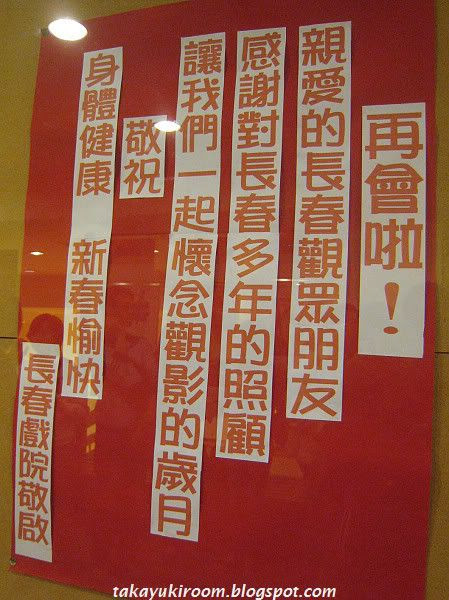 再會啦！
親愛的長春觀眾朋友
感謝對長春多年的照顧
讓我們一起懷念觀影的歲月
敬祝
身體健康 新春愉快
長春戲院敬啟
takayukiroom.blogspot.com